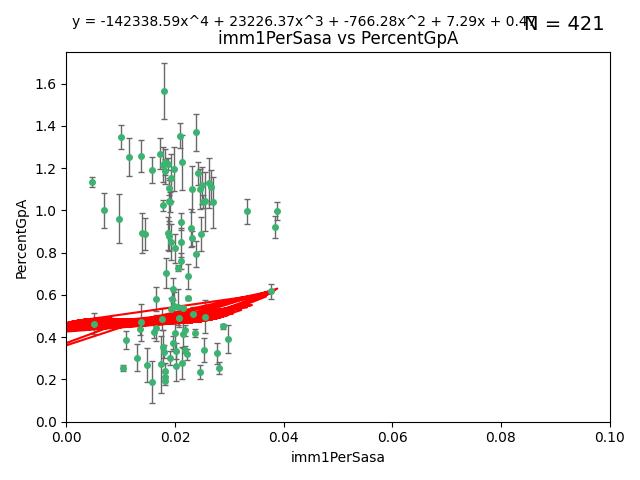 y = -142338.59x^4 + 23226.37x^3 + -766.28x^2 + 7.29x + 0.47
N = 421
imm1PerSasa vs PercentGpA
PercentGpA
1.6
1.4
1.2
1.0
0.8
0.6
0.4
0.2
0.0
0.00 0.02 0.04 0.06 0.08 0.10
imm1PerSasa